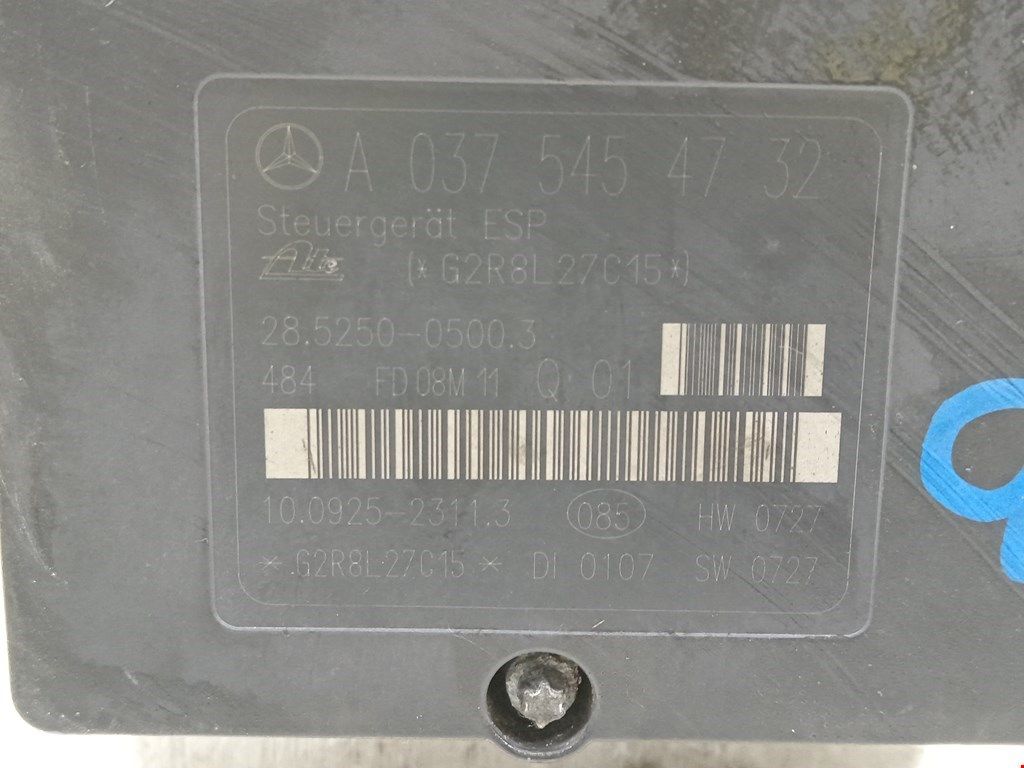 A 037 545 47 32
Steuergerät ESP
Ate (*G2R8L27C15*)
28.5250-0500.3
484 FD 08M 11 Q 01
10.0925-2311.3 085 HW 0727
*G2R8L27C15* DI 0107 SW 0727